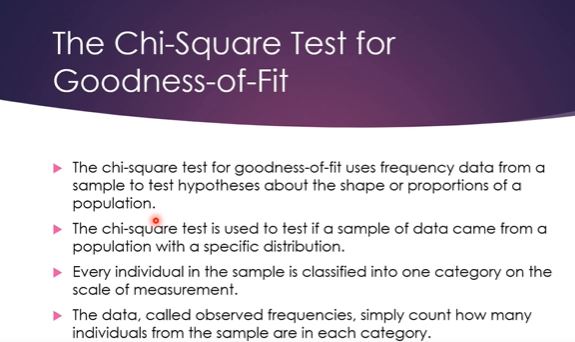 The Chi-Square Test for
Goodness-of-Fit
The chi-square test for goodness-of-fit uses frequency data from a
sample to test hypotheses about the shape or proportions of a
population.
The chi-square test is used to test if a sample of data came from a
population with a specific distribution.
Every individual in the sample is classified into one category on the
scale of measurement.
The data, called observed frequencies, simply count how many
individuals from the sample are in each category.